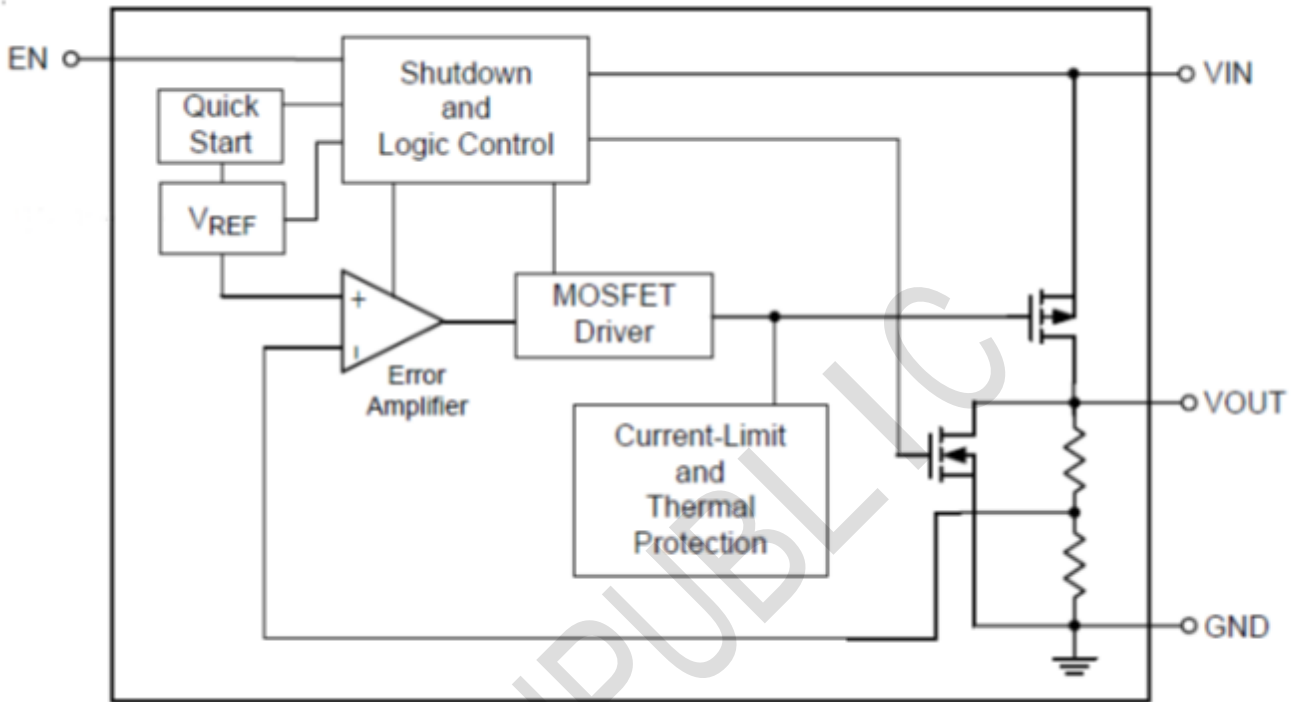 EN
Shutdown
and
Logic Control
VIN
Quick
Start
VREF
+
-
MOSFET
Driver
Error
Amplifier
VOUT
Current-Limit
and
Thermal
Protection
GND
PUBLIC